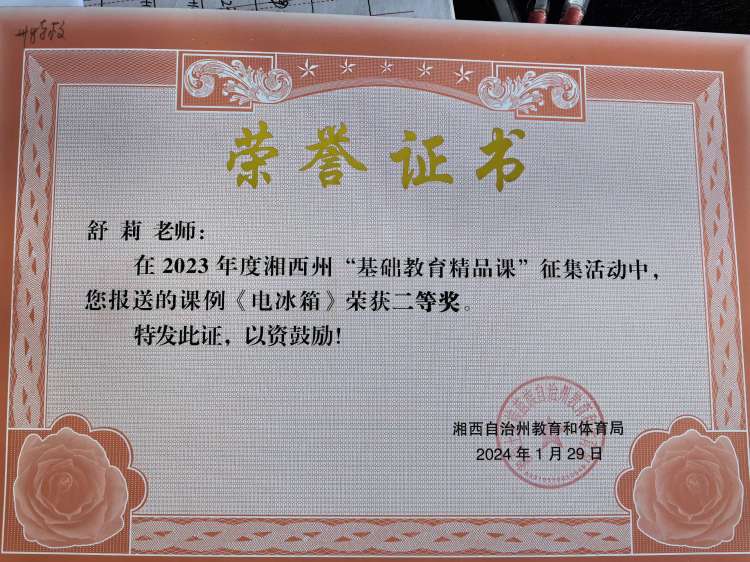 荣誉证书
舒 莉 老师：
在 2023 年度湘西州“基础教育精品课”征集活动中，
您报送的课例《电冰箱》荣获二等奖。
特发此证，以资鼓励！
湘西自治州教育和体育局
2024 年 1 月 29 日